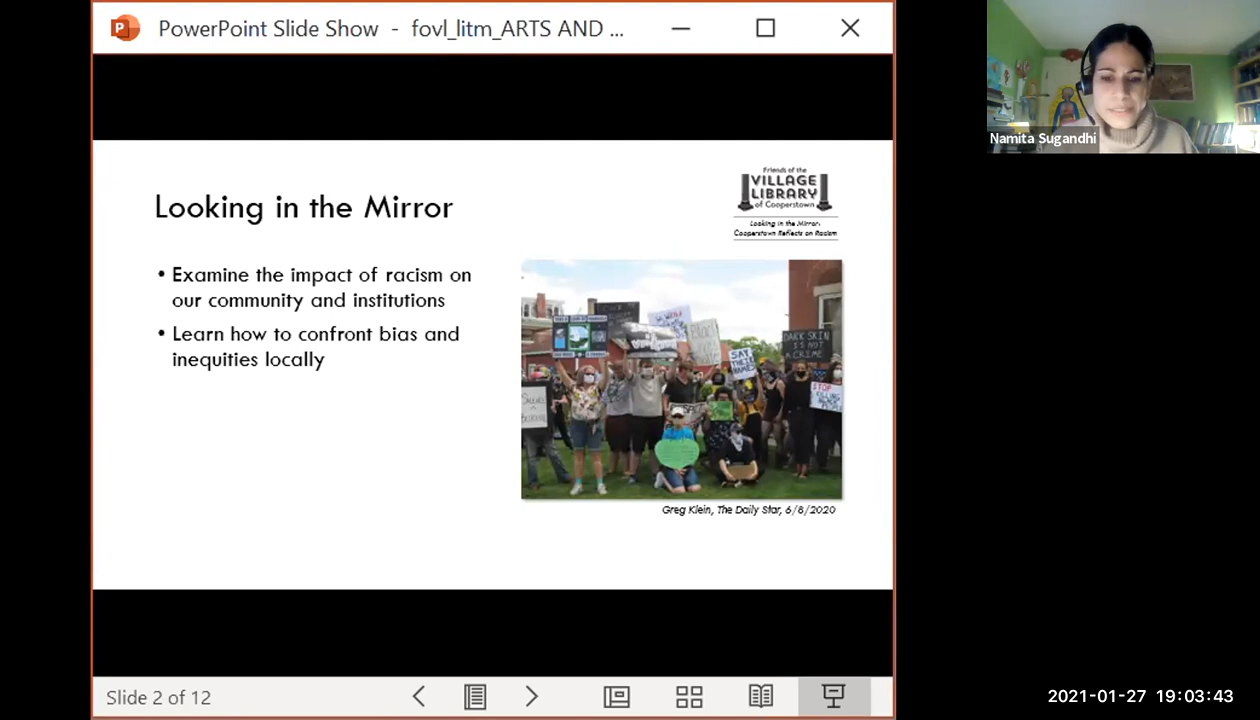 PowerPoint Slide Show - fovl_litm_ARTS AND ...
Namita Sugandhi
Friends of the
VILLAGE
LIBRARY
of Cooperstown
Looking in the Mirror:
Cooperstown Reflects on Racism
Looking in the Mirror
• Examine the impact of racism on
our community and institutions
• Learn how to confront bias and
inequities locally
SAY
THEIR
NAMES
DARK SKIN
IS NOT
A CRIME
STOP
KILLING
Greg Klein, The Daily Star, 6/8/2020
Slide 2 of 12
2021-01-27 19:03:43